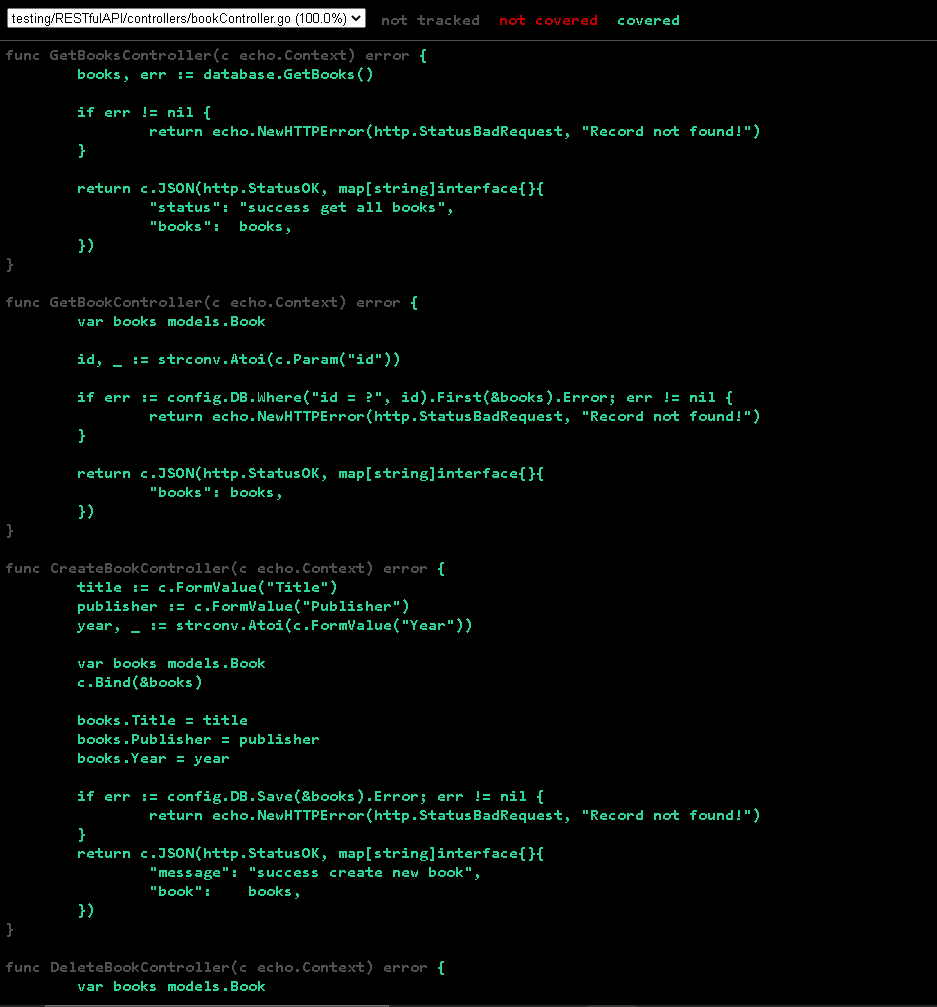 testing/RESTfulAPI/controllers/bookController.go (100.0%) not tracked not covered covered
func GetBooksController(c echo.Context) error {
        books, err := database.GetBooks()

        if err != nil {
                return echo.NewHTTPError(http.StatusBadRequest, "Record not found!")
        }

        return c.JSON(http.StatusOK, map[string]interface{}{
                "status": "success get all books",
                "books":  books,
        })
}

func GetBookController(c echo.Context) error {
        var books models.Book

        id, _ := strconv.Atoi(c.Param("id"))

        if err := config.DB.Where("id = ?", id).First(&books).Error; err != nil {
                return echo.NewHTTPError(http.StatusBadRequest, "Record not found!")
        }

        return c.JSON(http.StatusOK, map[string]interface{}{
                "books": books,
        })
}

func CreateBookController(c echo.Context) error {
        title := c.FormValue("Title")
        publisher := c.FormValue("Publisher")
        year, _ := strconv.Atoi(c.FormValue("Year"))

        var books models.Book
        c.Bind(&books)

        books.Title = title
        books.Publisher = publisher
        books.Year = year

        if err := config.DB.Save(&books).Error; err != nil {
                return echo.NewHTTPError(http.StatusBadRequest, "Record not found!")
        }
        return c.JSON(http.StatusOK, map[string]interface{}{
                "message": "success create new book",
                "book":    books,
        })
}

func DeleteBookController(c echo.Context) error {
        var books models.Book